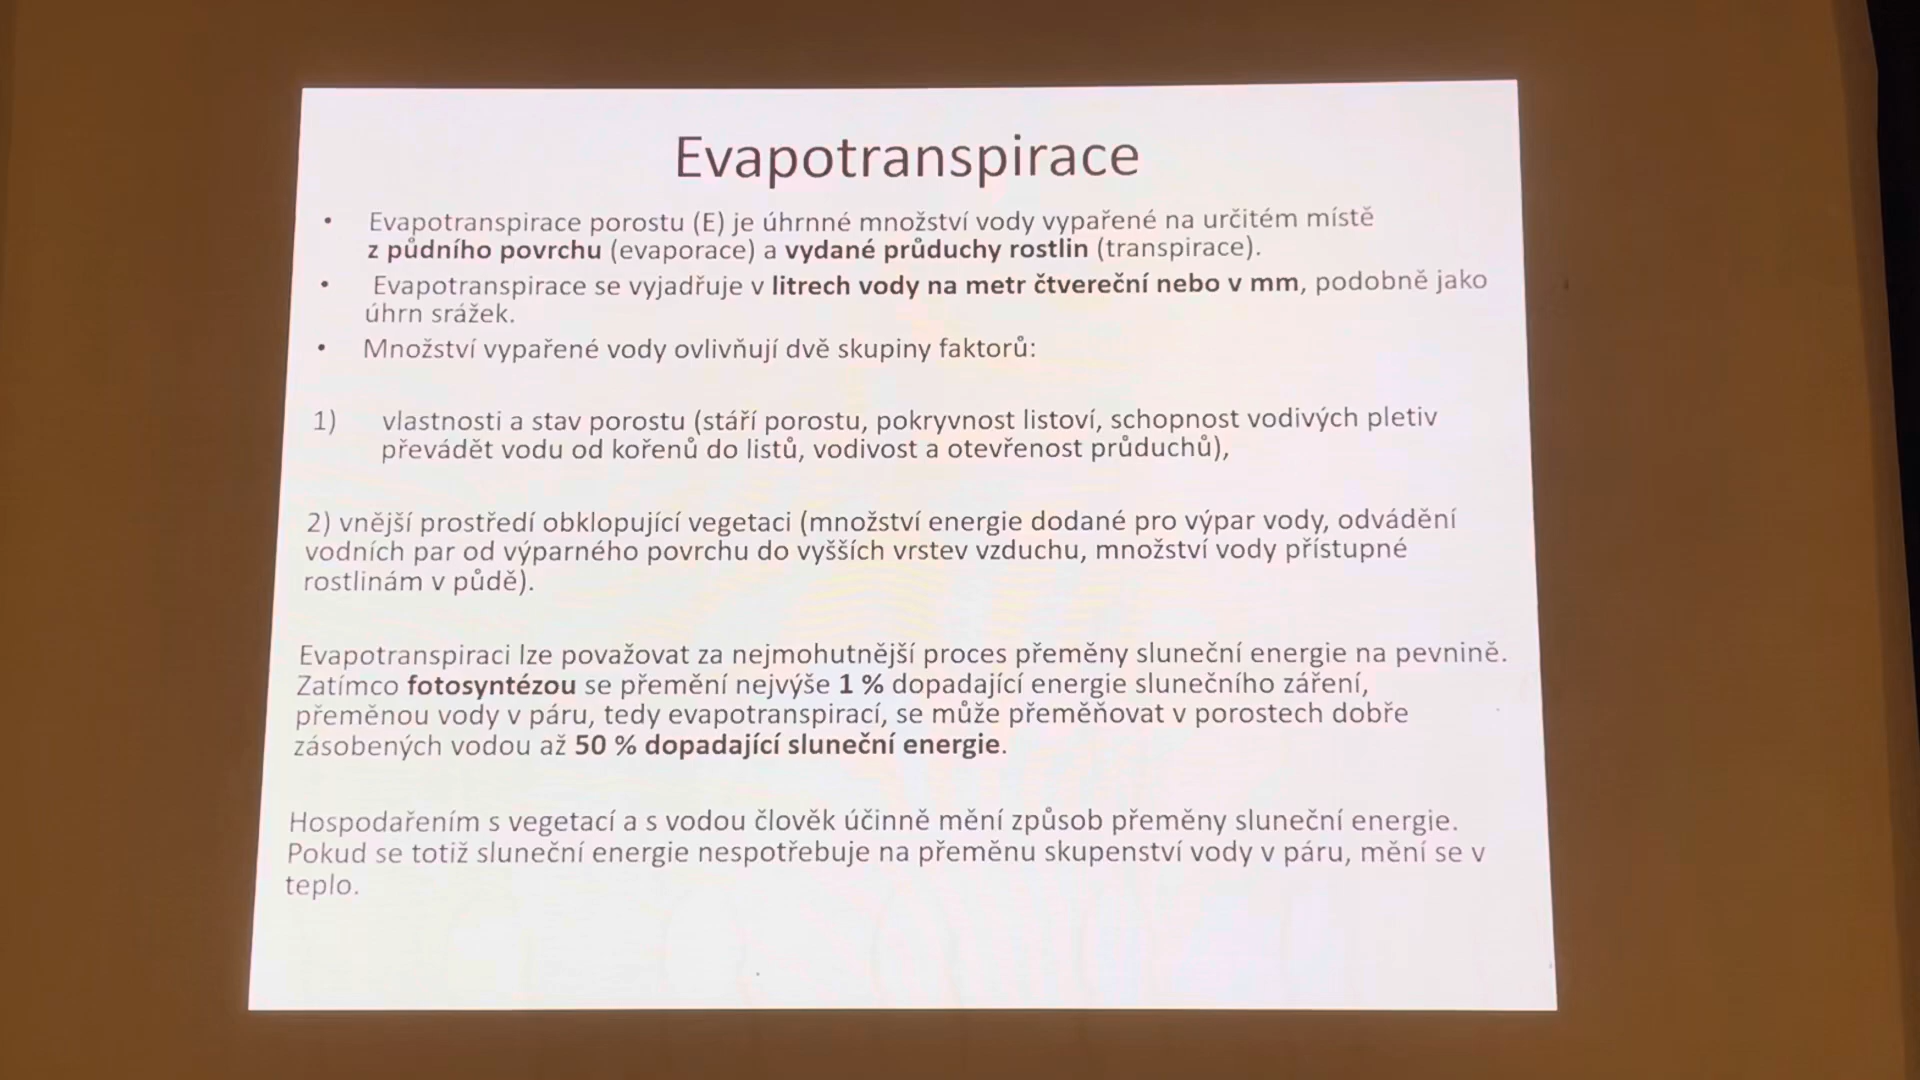 Evapotranspirace
• Evapotranspirace porostu (E) je úhrnné množství vody vypařené na určitém místě
z půdního povrchu (evaporace) a vydané průduchy rostlin (transpirace).
• Evapotranspirace se vyjadřuje v litrech vody na metr čtvereční nebo v mm, podobně jako
úhrn srážek.
• Množství vypařené vody ovlivňují dvě skupiny faktorů:
1) vlastnosti a stav porostu (stáří porostu, pokryvnost listoví, schopnost vodivých pletiv
převádět vodu od kořenů do listů, vodivost a otevřenost průduchů),
2) vnější prostředí obklopující vegetaci (množství energie dodané pro výpar vody, odvádění
vodních par od výparného povrchu do vyšších vrstev vzduchu, množství vody přístupné
rostlinám v půdě).
Evapotranspiraci lze považovat za nejmohutnější proces přeměny sluneční energie na pevnině.
Zatímco fotosyntézou se přemění nejvýše 1 % dopadající energie slunečního záření,
přeměnou vody v páru, tedy evapotranspirací, se může přeměňovat v porostech dobře
zásobených vodou až 50 % dopadající sluneční energie.
Hospodařením s vegetací a s vodou člověk účinně mění způsob přeměny sluneční energie.
Pokud se totiž sluneční energie nespotřebuje na přeměnu skupenství vody v páru, mění se v
teplo.